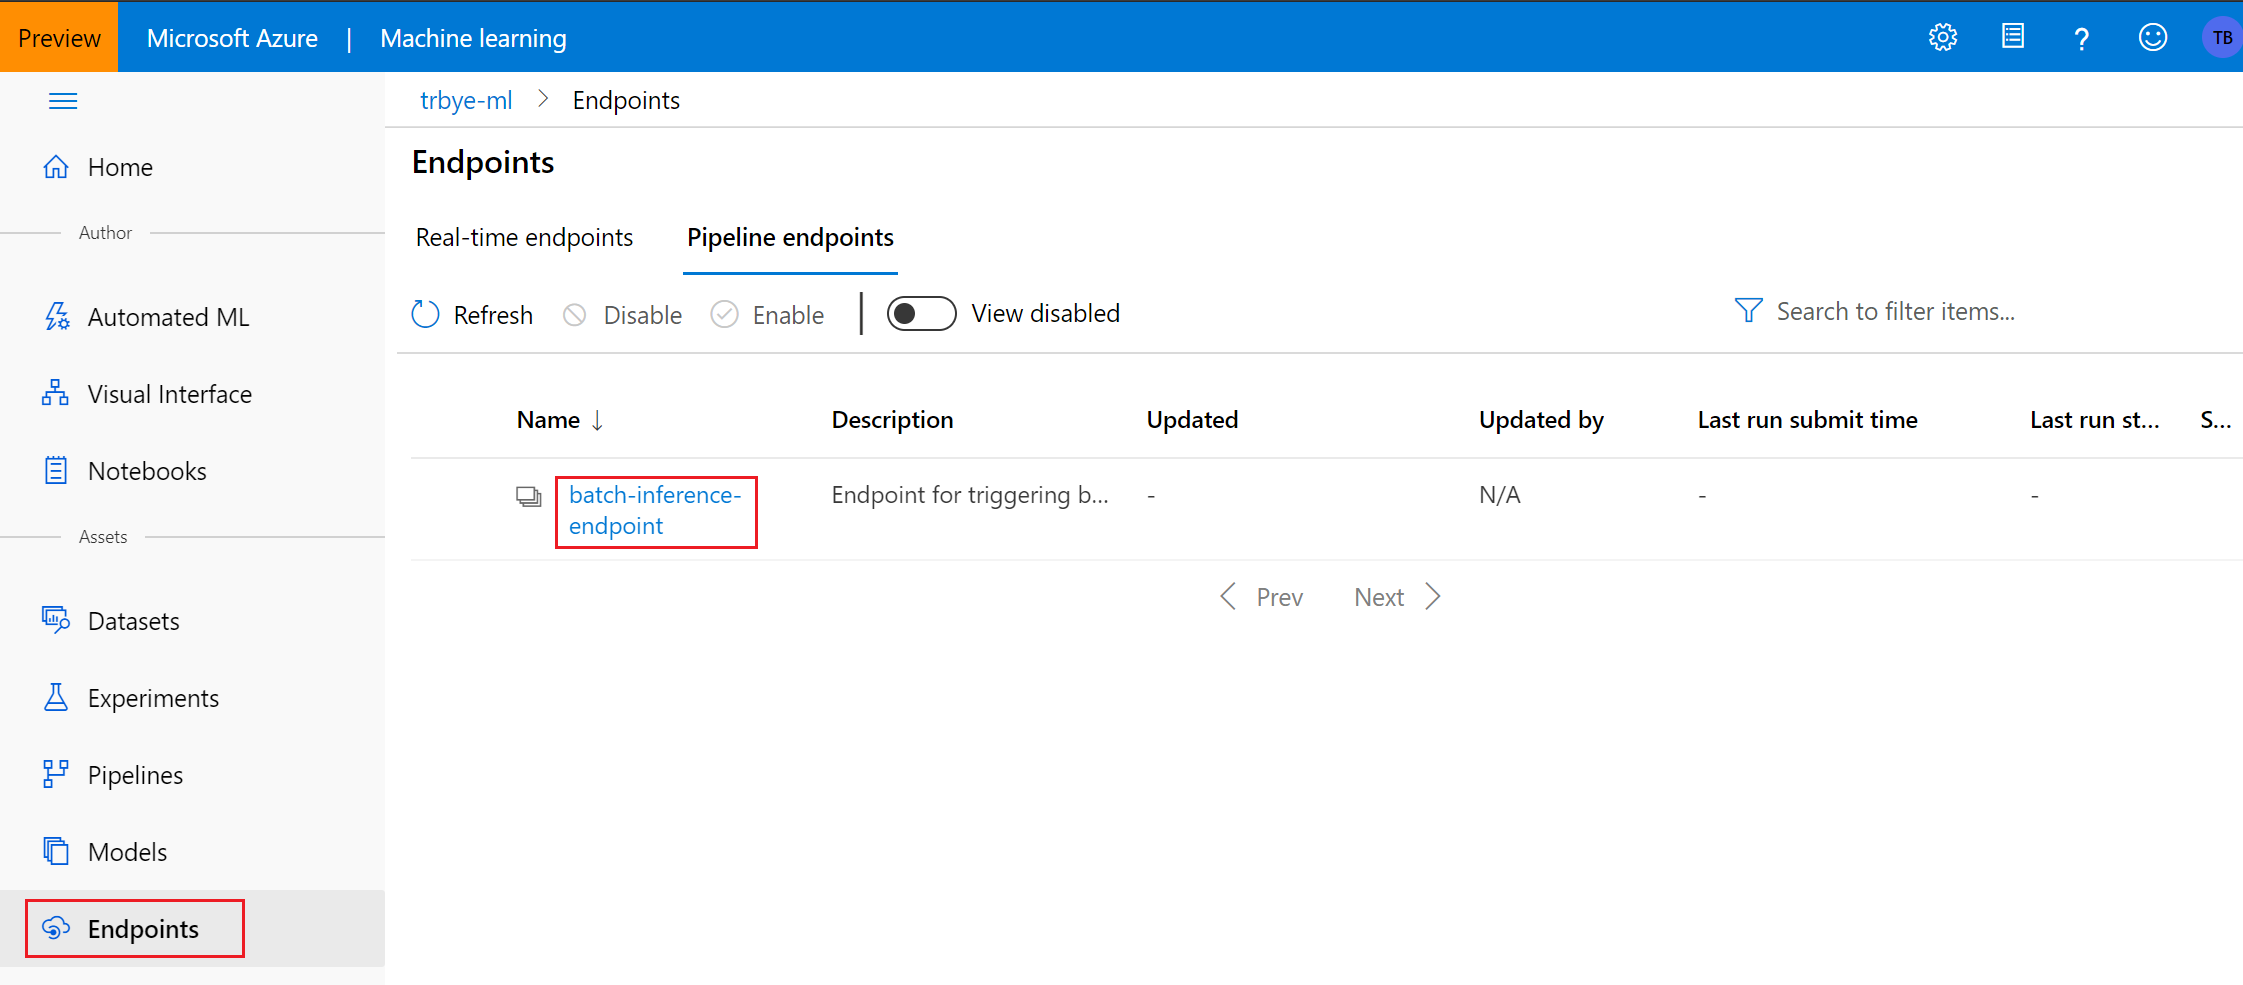 Preview Microsoft Azure | Machine learning ? TB
trbye-ml > Endpoints
Home
Author
Automated ML
Visual Interface
Notebooks
Assets
Datasets
Experiments
Pipelines
Models
Endpoints
Endpoints
Real-time endpoints Pipeline endpoints
Refresh Disable Enable View disabled Search to filter items...
Name ↓ Description Updated Updated by Last run submit time Last run st... S...
batch-inference- Endpoint for triggering b... - N/A - -
endpoint
< Prev Next >